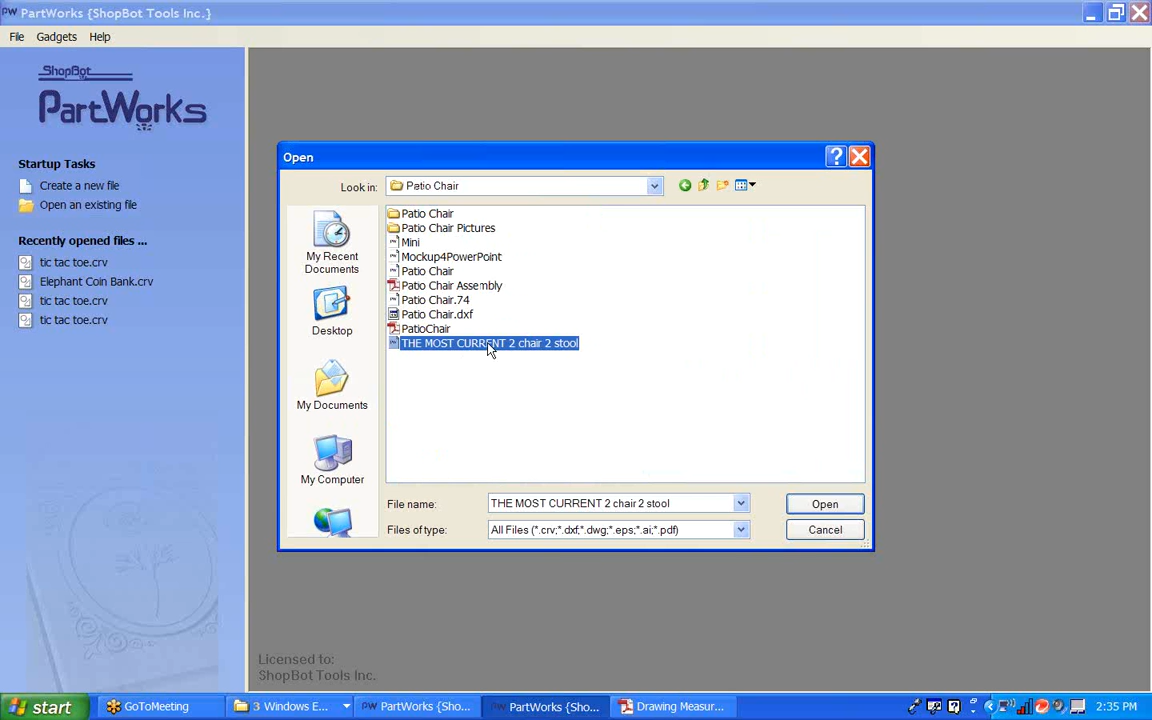 PW PartWorks {ShopBot Tools Inc.}
File Gadgets Help
ShopBot
PartWorks
Startup Tasks
Create a new file
Open an existing file
Recently opened files ...
tic tac toe.crv
Elephant Coin Bank.crv
tic tac toe.crv
tic tac toe.crv
Open
Look in: Patio Chair
My Recent
Documents
Desktop
My Documents
My Computer
Patio Chair
Patio Chair Pictures
Mini
Mockup4PowerPoint
Patio Chair
Patio Chair Assembly
Patio Chair.74
Patio Chair.dxf
PatioChair
THE MOST CURRENT 2 chair 2 stool
File name: THE MOST CURRENT 2 chair 2 stool Open
Files of type: All Files (*.crv;*.dxf;*.dwg;*.eps;*.ai;*.pdf) Cancel
Licensed to:
ShopBot Tools Inc.
start GoToMeeting 3 Windows E... PW PartWorks {Sho... PW PartWorks {Sho... Drawing Measur... 2:35 PM